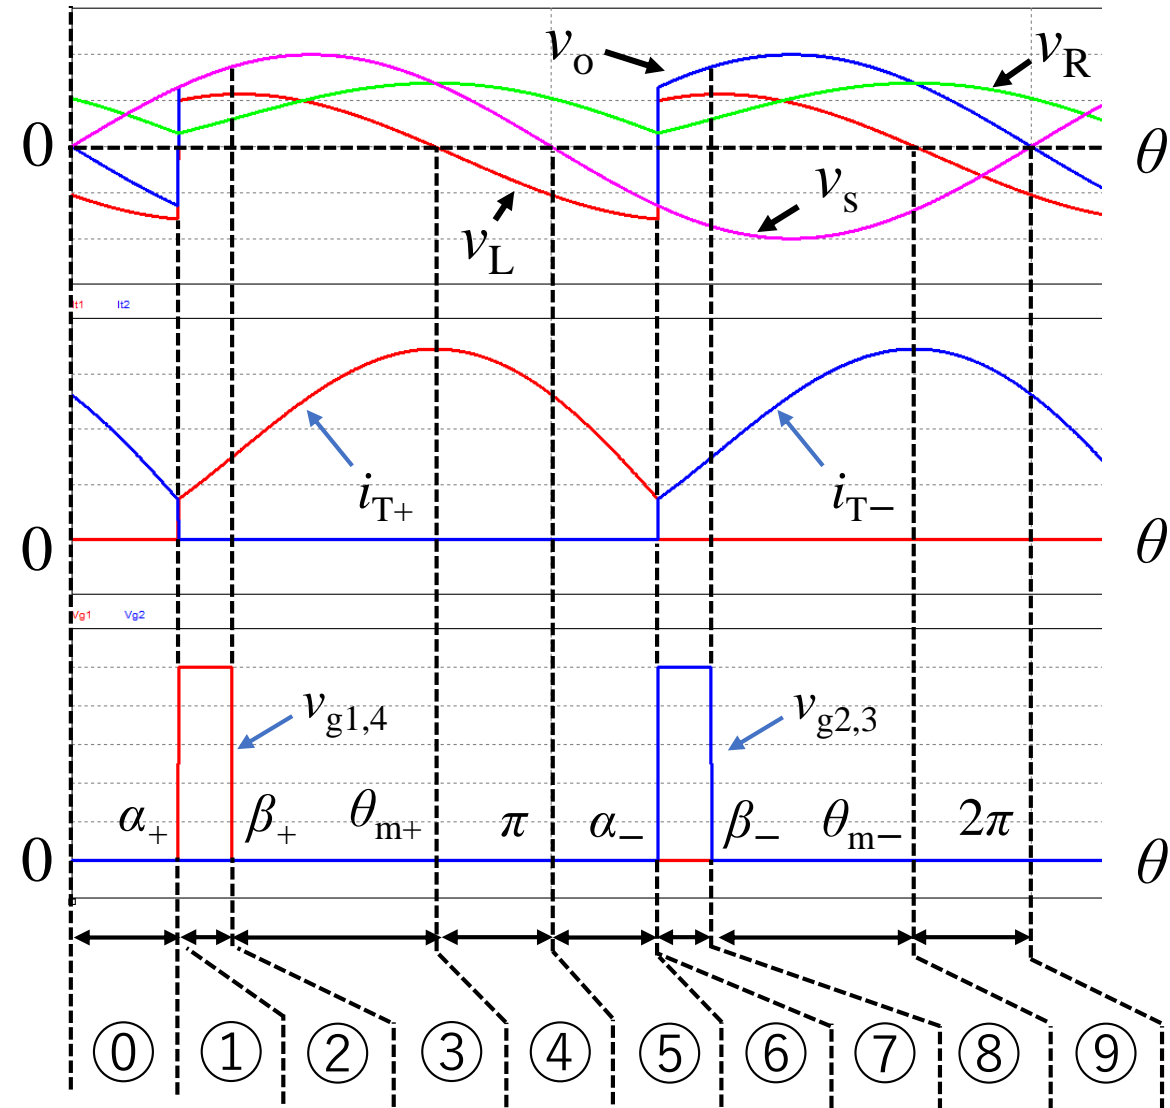 v_o
v_R
0
θ
v_s
v_L
It1 It2
i_T+
i_T−
0
θ
Vg1 Vg2
v_g1,4
v_g2,3
α_+ β_+ θ_m+ π α_− β_− θ_m− 2π
0
θ
⓪ ① ② ③ ④ ⑤ ⑥ ⑦ ⑧ ⑨